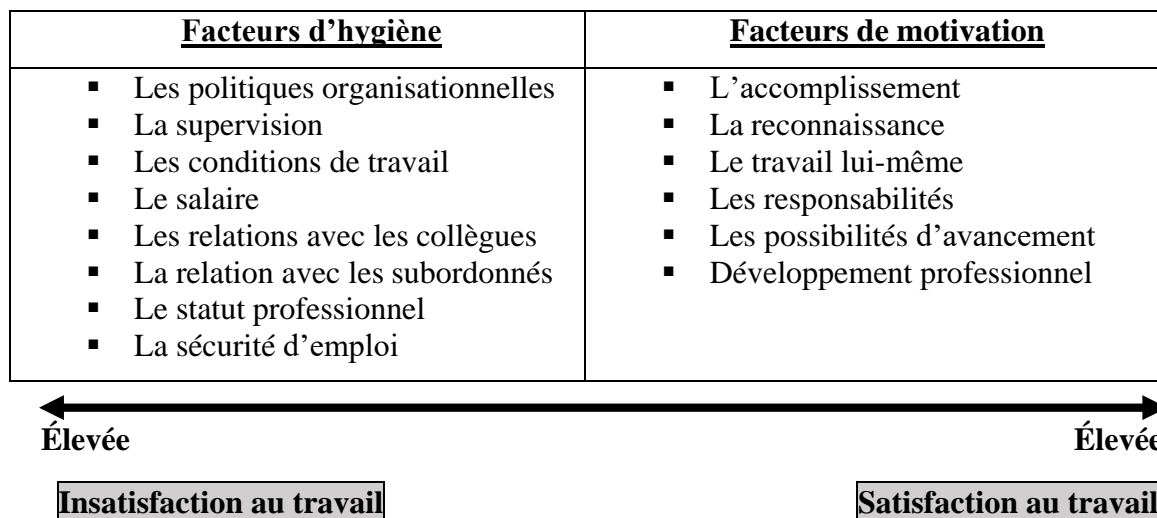 Facteurs d’hygiène
▪ Les politiques organisationnelles
▪ La supervision
▪ Les conditions de travail
▪ Le salaire
▪ Les relations avec les collègues
▪ La relation avec les subordonnés
▪ Le statut professionnel
▪ La sécurité d’emploi
Facteurs de motivation
▪ L’accomplissement
▪ La reconnaissance
▪ Le travail lui-même
▪ Les responsabilités
▪ Les possibilités d’avancement
▪ Développement professionnel
Élevée Élevée
Insatisfaction au travail Satisfaction au travail